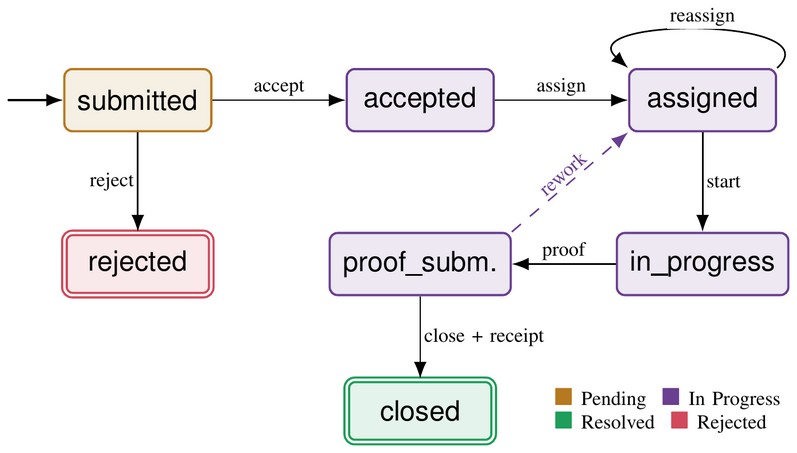 reassign
submitted
accept
accepted
assign
assigned
reject
rework
start
rejected
proof_subm.
proof
in_progress
close + receipt
closed
Pending
In Progress
Resolved
Rejected